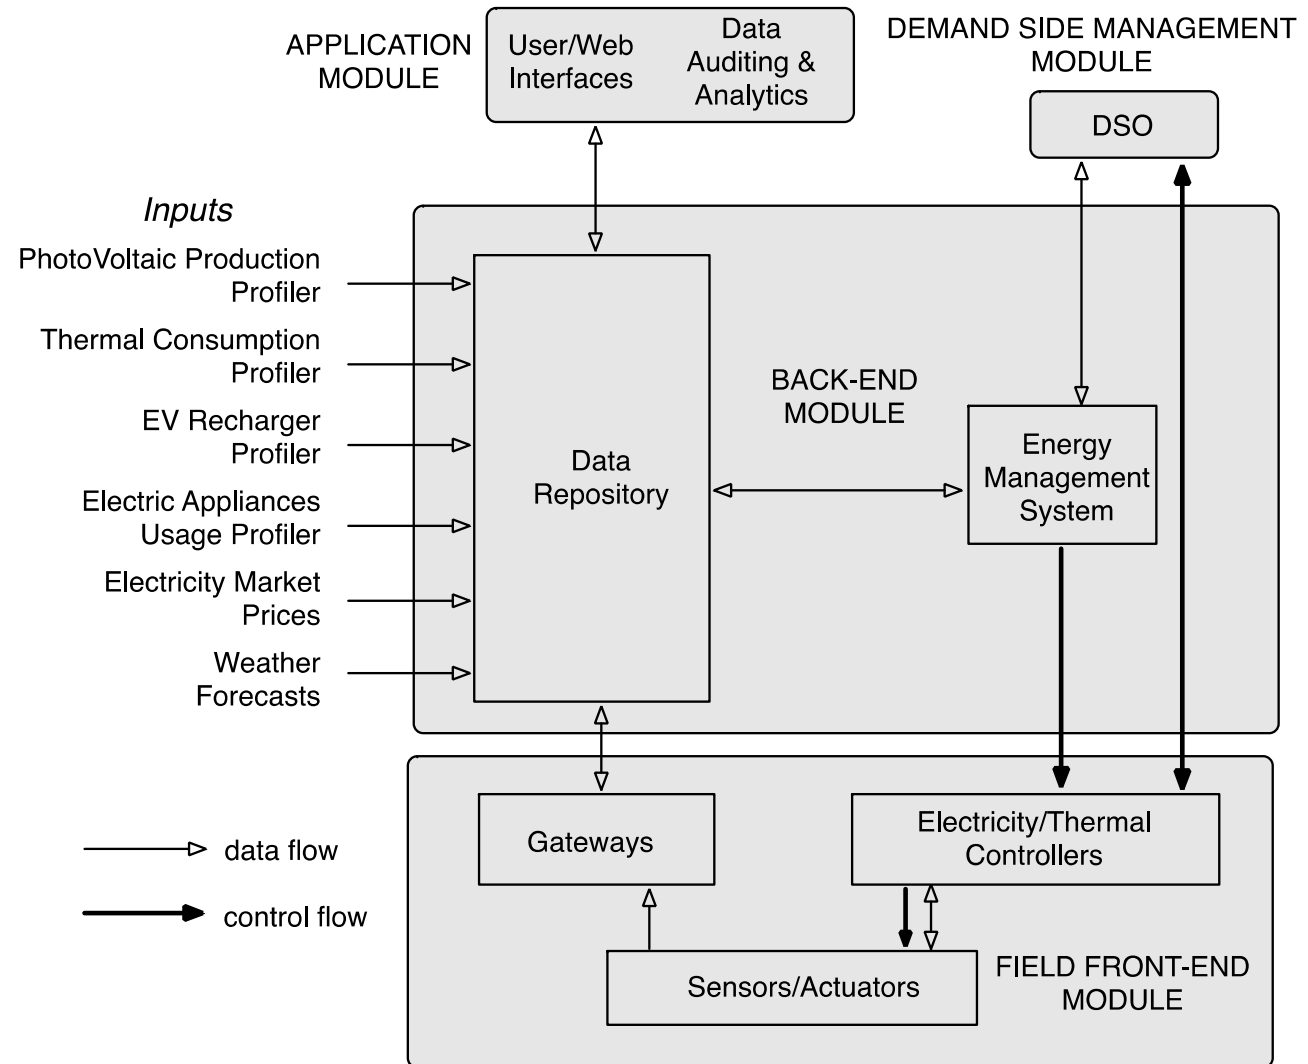 APPLICATION
MODULE
User/Web
Interfaces
Data
Auditing &
Analytics
DEMAND SIDE MANAGEMENT
MODULE
DSO
Inputs
PhotoVoltaic Production
Profiler
Thermal Consumption
Profiler
EV Recharger
Profiler
Electric Appliances
Usage Profiler
Electricity Market
Prices
Weather
Forecasts
Data
Repository
BACK-END
MODULE
Energy
Management
System
Gateways
Electricity/Thermal
Controllers
Sensors/Actuators
FIELD FRONT-END
MODULE
data flow
control flow